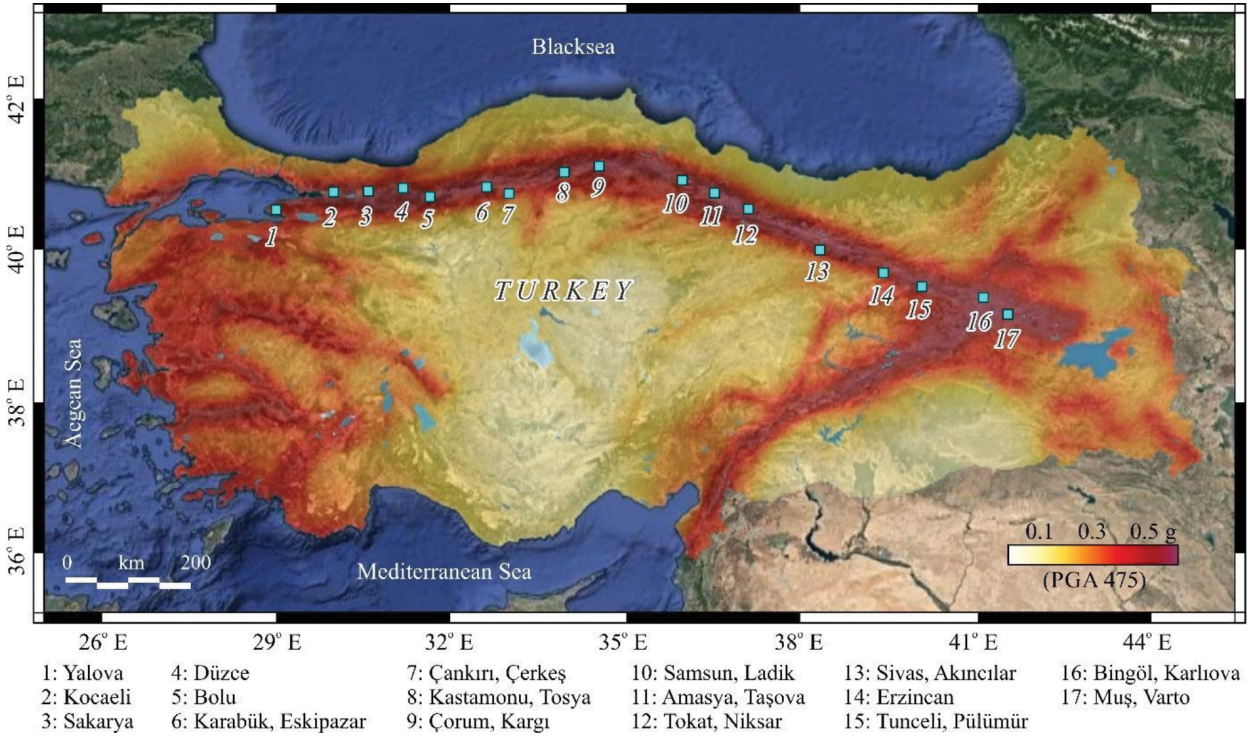 Blacksea
42° E
1
2
3
4
5
6
7
8
9
10
11
12
13
14
15
16
17
40° E
TURKEY
38° E
Aegean Sea
36° E
0 km 200
Mediterranean Sea
0.1 0.3 0.5 g
(PGA 475)
26° E 29° E 32° E 35° E 38° E 41° E 44° E
1: Yalova 4: Düzce 7: Çankırı, Çerkeş 10: Samsun, Ladik 13: Sivas, Akıncılar 16: Bingöl, Karlıova
2: Kocaeli 5: Bolu 8: Kastamonu, Tosya 11: Amasya, Taşova 14: Erzincan 17: Muş, Varto
3: Sakarya 6: Karabük, Eskipazar 9: Çorum, Kargı 12: Tokat, Niksar 15: Tunceli, Pülümür